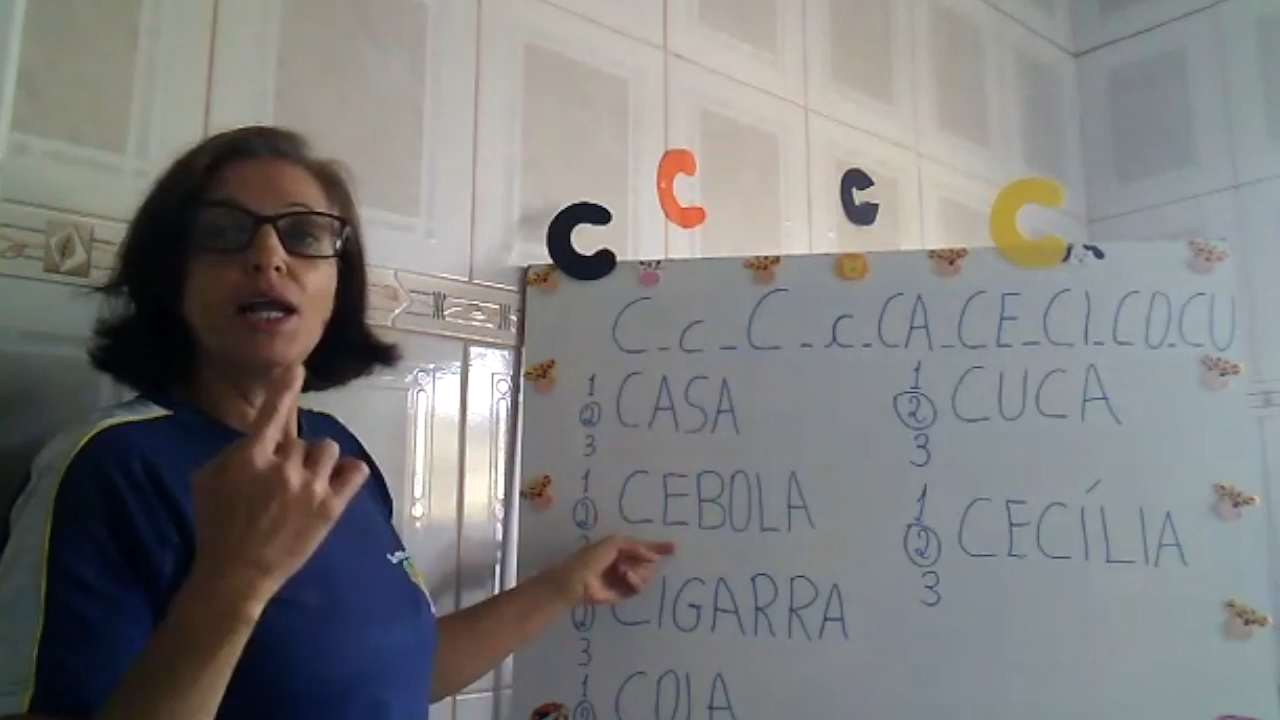 C C C C
C - c - C - c - CA - CE - CI - CO - CU
1
2 CASA
3
1
2 CEBOLA
2 CIGARRA
3
1
2 COLA
1
2 CUCA
3
1
2 CECÍLIA
3